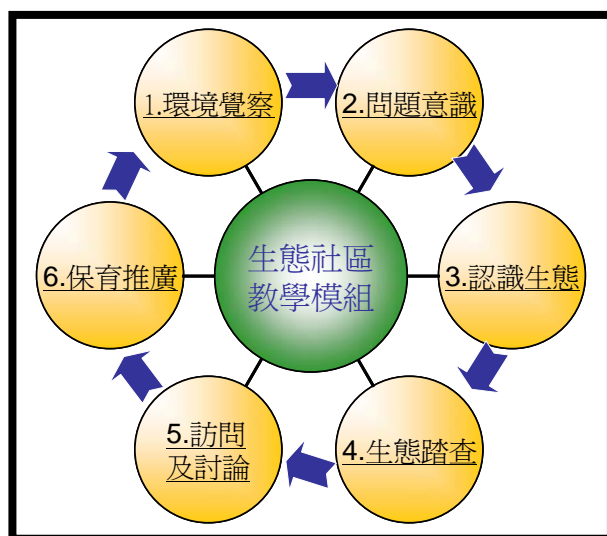 1.環境覺察
2.問題意識
3.認識生態
4.生態踏查
5.訪問
及討論
6.保育推廣
生態社區
教學模組